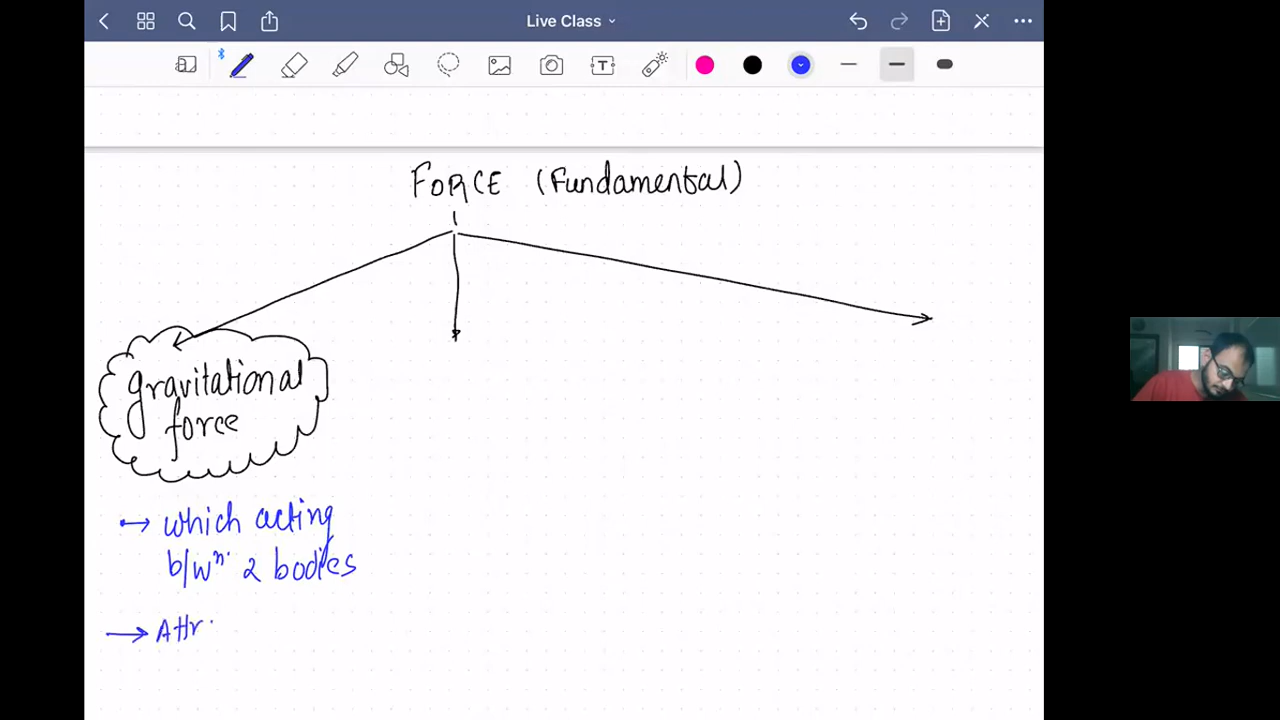 Live Class
FORCE (Fundamental)
gravitational
force
→ which acting
b/wⁿ. 2 bodies
→ Attr